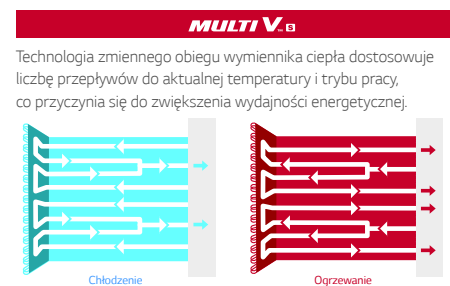 MULTI V. S
Technologia zmiennego obiegu wymiennika ciepła dostosowuje
liczbę przepływów do aktualnej temperatury i trybu pracy,
co przyczynia się do zwiększenia wydajności energetycznej.
Chłodzenie
Ogrzewanie